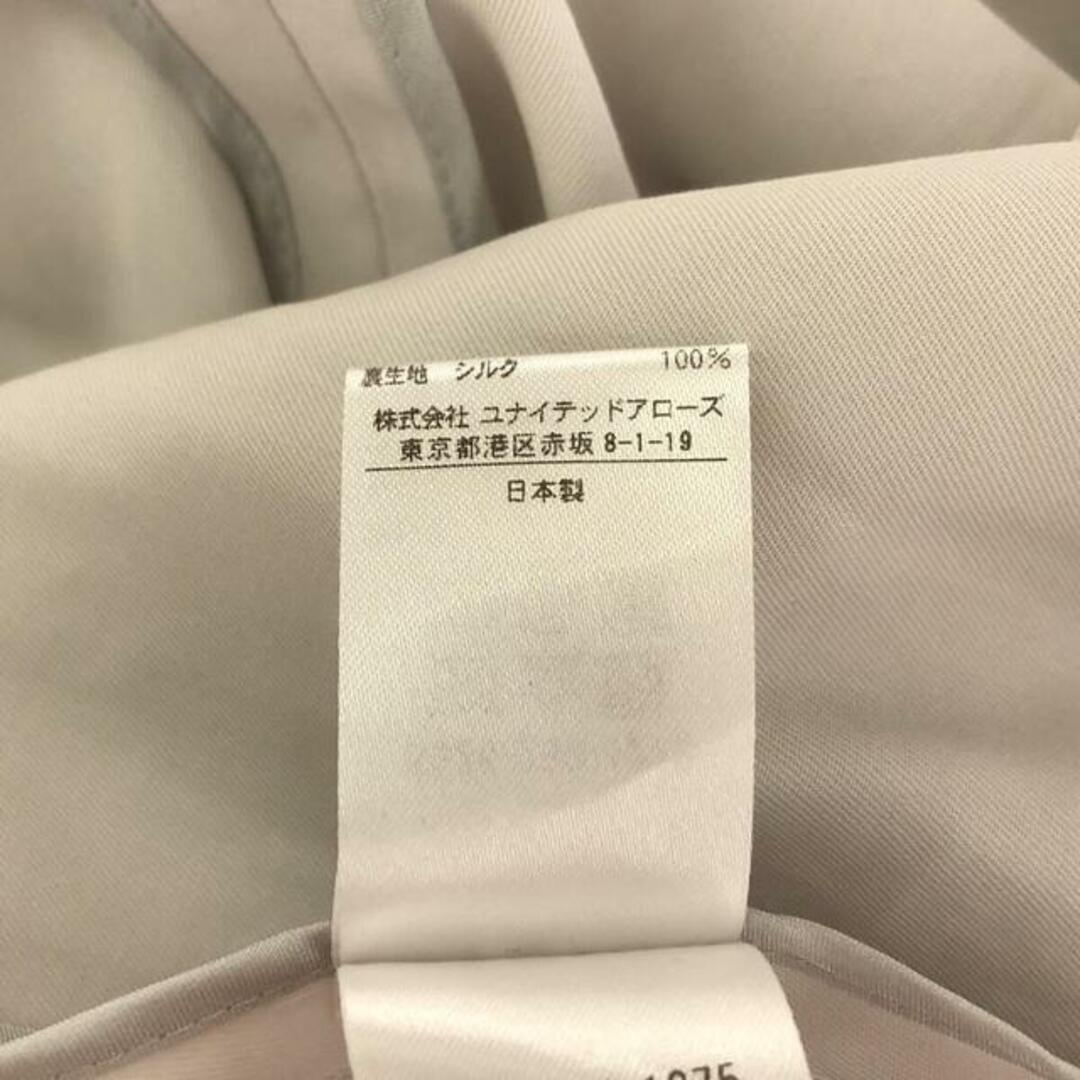 裏生地 シルク 100%
株式会社 ユナイテッドアローズ
東京都港区赤坂 8-1-19
日本製
1075